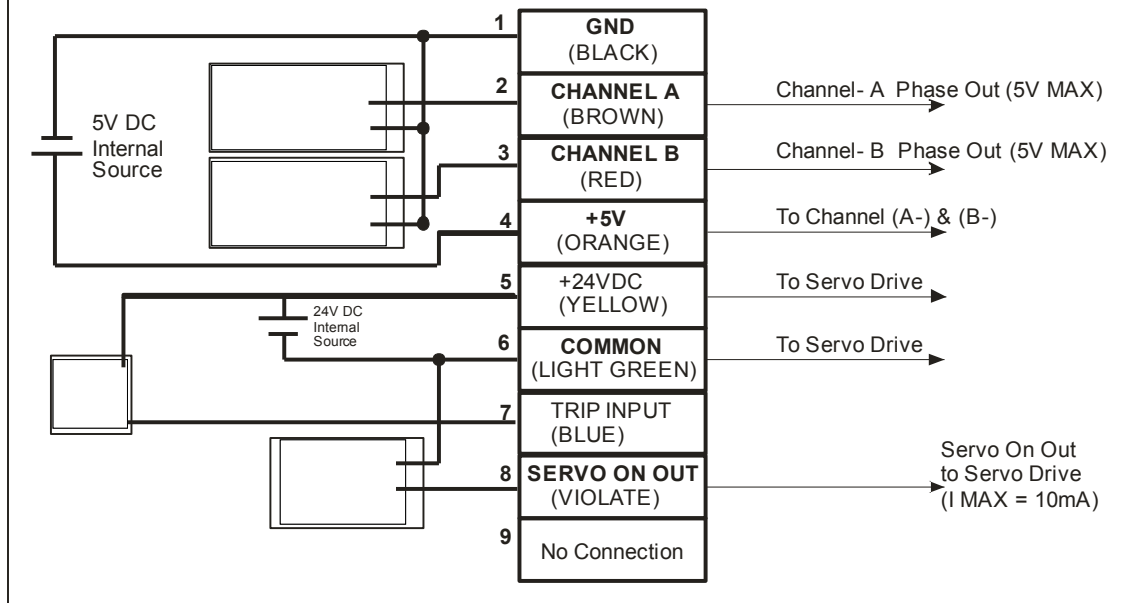 1
GND
(BLACK)
2
CHANNEL A
(BROWN)
Channel- A Phase Out (5V MAX)
5V DC
Internal
Source
3
CHANNEL B
(RED)
Channel- B Phase Out (5V MAX)
4
+5V
(ORANGE)
To Channel (A-) & (B-)
5
+24VDC
(YELLOW)
To Servo Drive
24V DC
Internal
Source
6
COMMON
(LIGHT GREEN)
To Servo Drive
7
TRIP INPUT
(BLUE)
8
SERVO ON OUT
(VIOLATE)
Servo On Out
to Servo Drive
(I MAX = 10mA)
9
No Connection